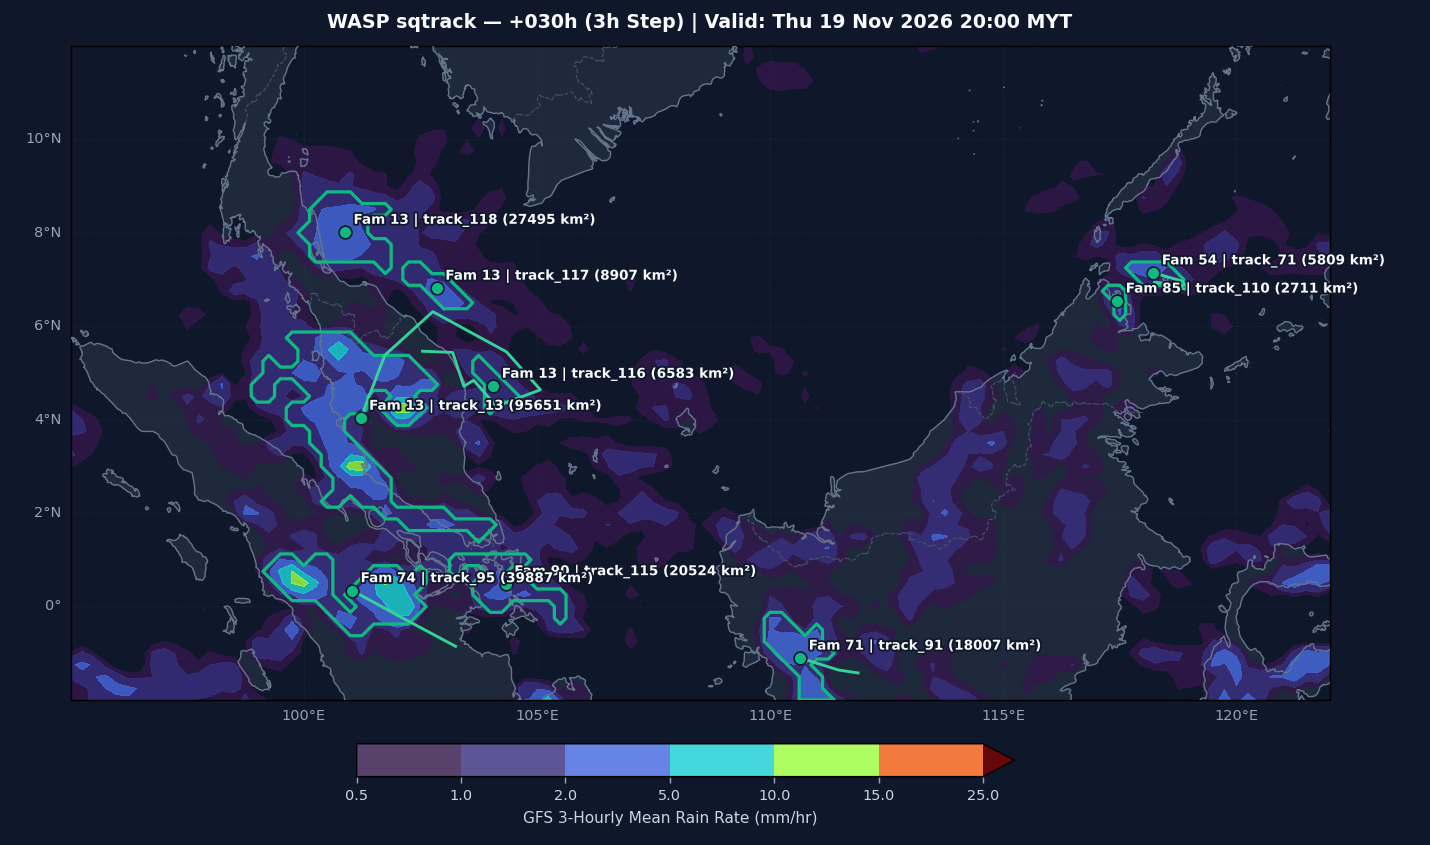 WASP sqtrack — +030h (3h Step) | Valid: Thu 19 Nov 2026 20:00 MYT
10°N
8°N
6°N
4°N
2°N
0°
Fam 13 | track_118 (27495 km²)
Fam 54 | track_71 (5809 km²)
Fam 13 | track_117 (8907 km²)
Fam 85 | track_110 (2711 km²)
Fam 13 | track_116 (6583 km²)
Fam 13 | track_13 (95651 km²)
Fam 90 | track_115 (20524 km²)
Fam 74 | track_95 (39887 km²)
Fam 71 | track_91 (18007 km²)
100°E 105°E 110°E 115°E 120°E
0.5 1.0 2.0 5.0 10.0 15.0 25.0
GFS 3-Hourly Mean Rain Rate (mm/hr)